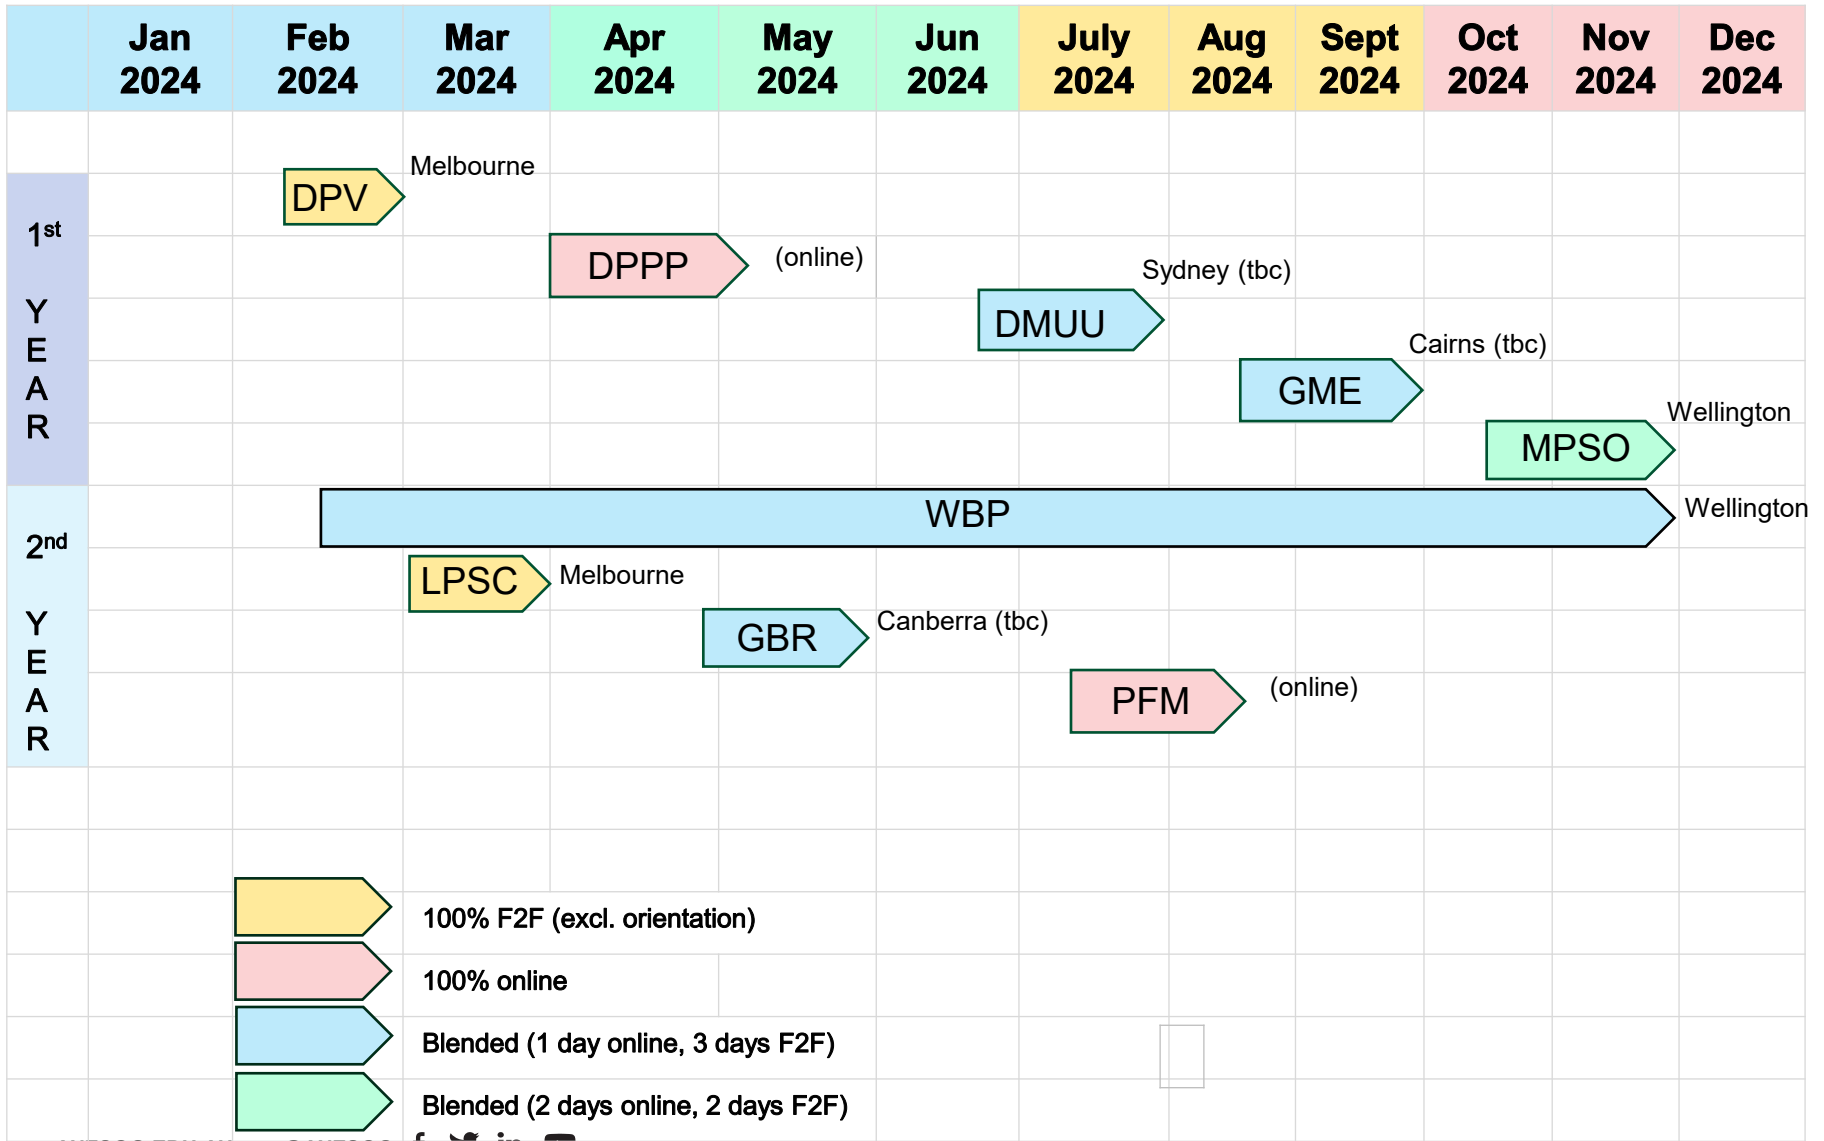 Jan Feb Mar Apr May Jun July Aug Sept Oct Nov Dec
2024 2024 2024 2024 2024 2024 2024 2024 2024 2024 2024 2024
1st
Y
E
A
R
DPV Melbourne
DPPP (online)
DMUU Sydney (tbc)
GME Cairns (tbc)
MPSO Wellington
2nd
Y
E
A
R
WBP Wellington
LPSC Melbourne
GBR Canberra (tbc)
PFM (online)
100% F2F (excl. orientation)
100% online
Blended (1 day online, 3 days F2F)
Blended (2 days online, 2 days F2F)